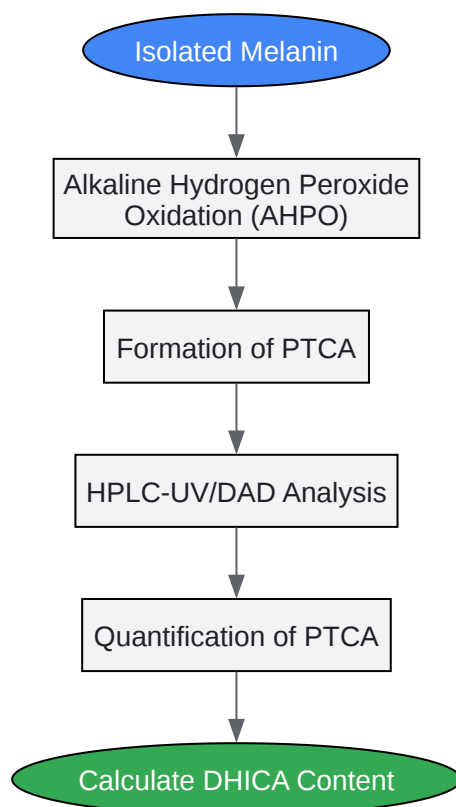 Isolated Melanin
Alkaline Hydrogen Peroxide
Oxidation (AHPO)
Formation of PTCA
HPLC-UV/DAD Analysis
Quantification of PTCA
Calculate DHICA Content